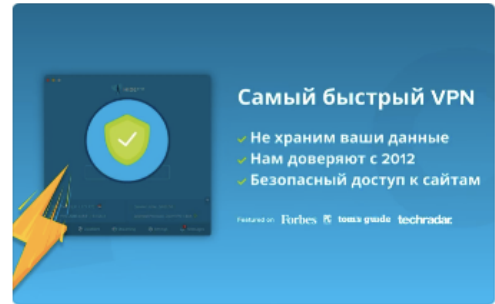 Самый быстрый VPN
Не храним ваши данные
Нам доверяют с 2012
Безопасный доступ к сайтам
Featured on Forbes tom's guide techradar.